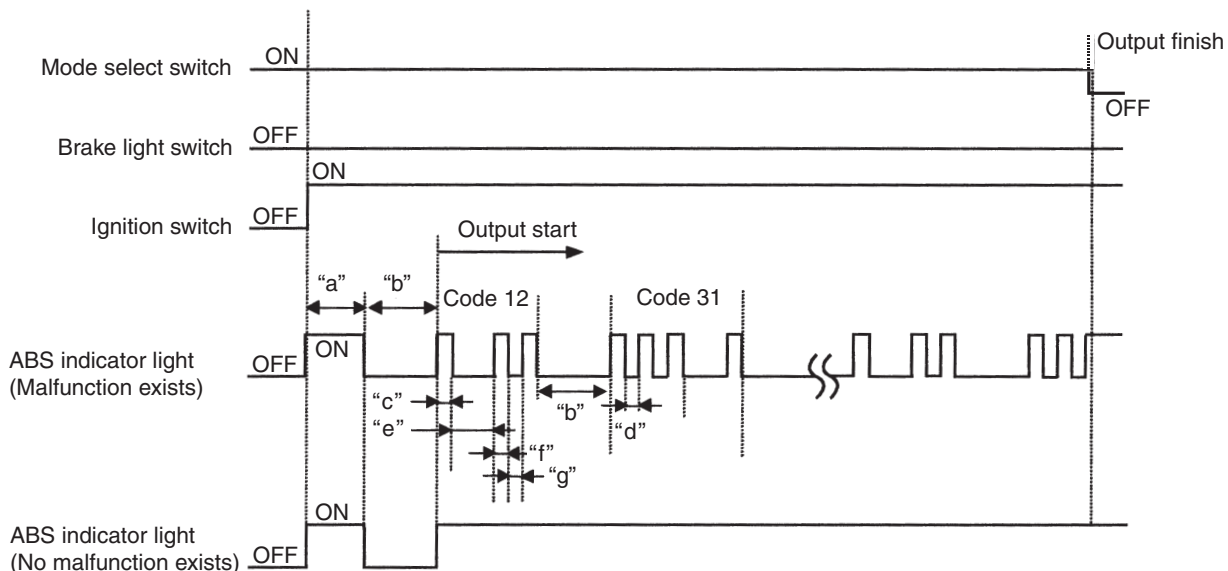 Output finish
ON
Mode select switch
OFF
OFF
Brake light switch
ON
OFF
Ignition switch
Output start
“a”
“b”
Code 12
Code 31
ON
ABS indicator light
(Malfunction exists)
OFF
“c”
“b”
“d”
“e”
“f”
“g”
ON
ABS indicator light
(No malfunction exists)
OFF